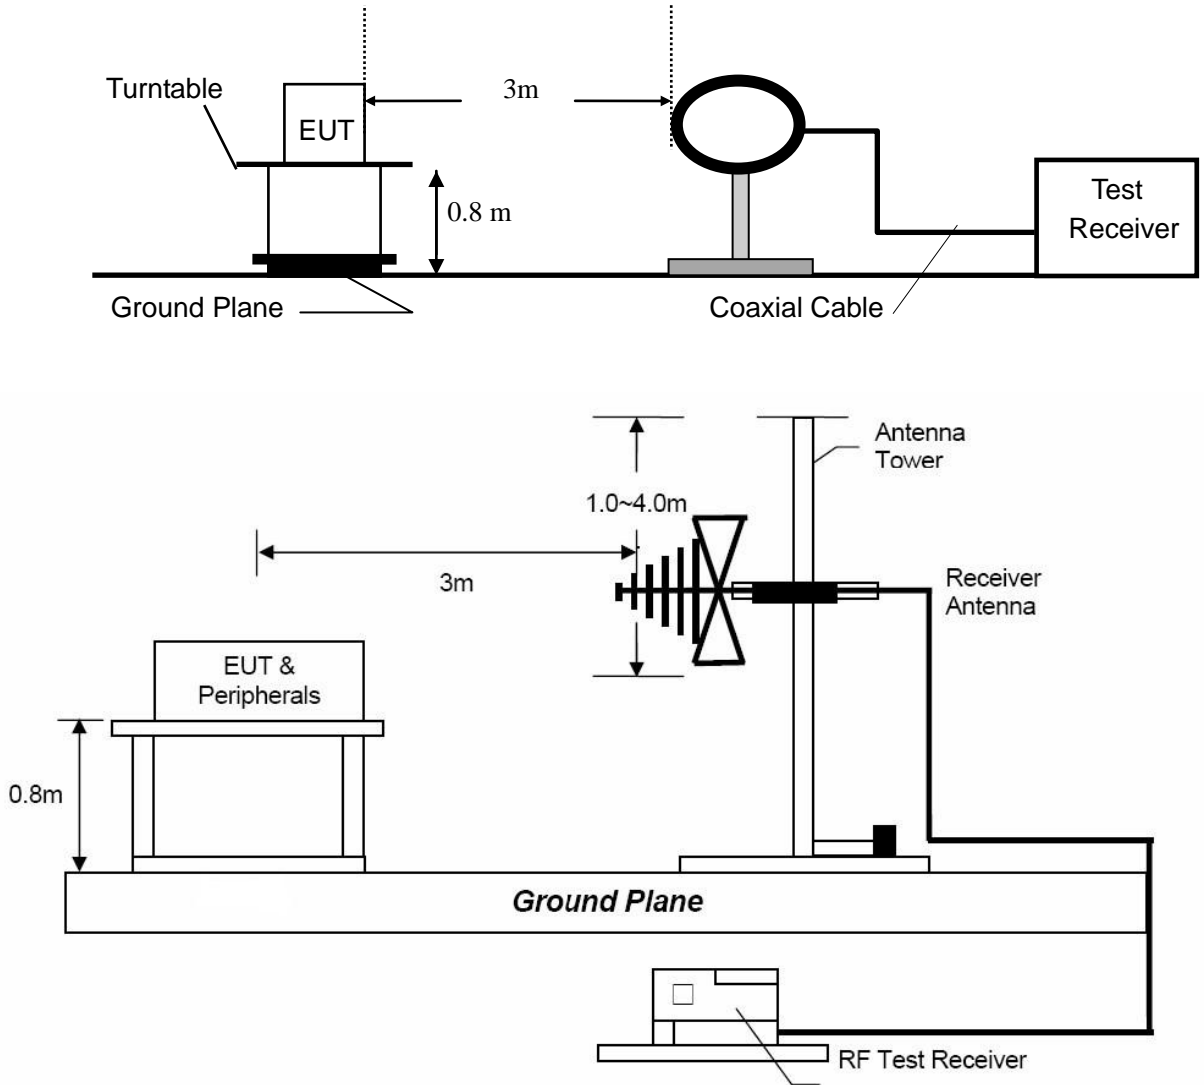 Turntable
3m
EUT
0.8 m
Test
Receiver
Ground Plane
Coaxial Cable
Antenna
Tower
1.0~4.0m
3m
Receiver
Antenna
EUT &
Peripherals
0.8m
Ground Plane
RF Test Receiver